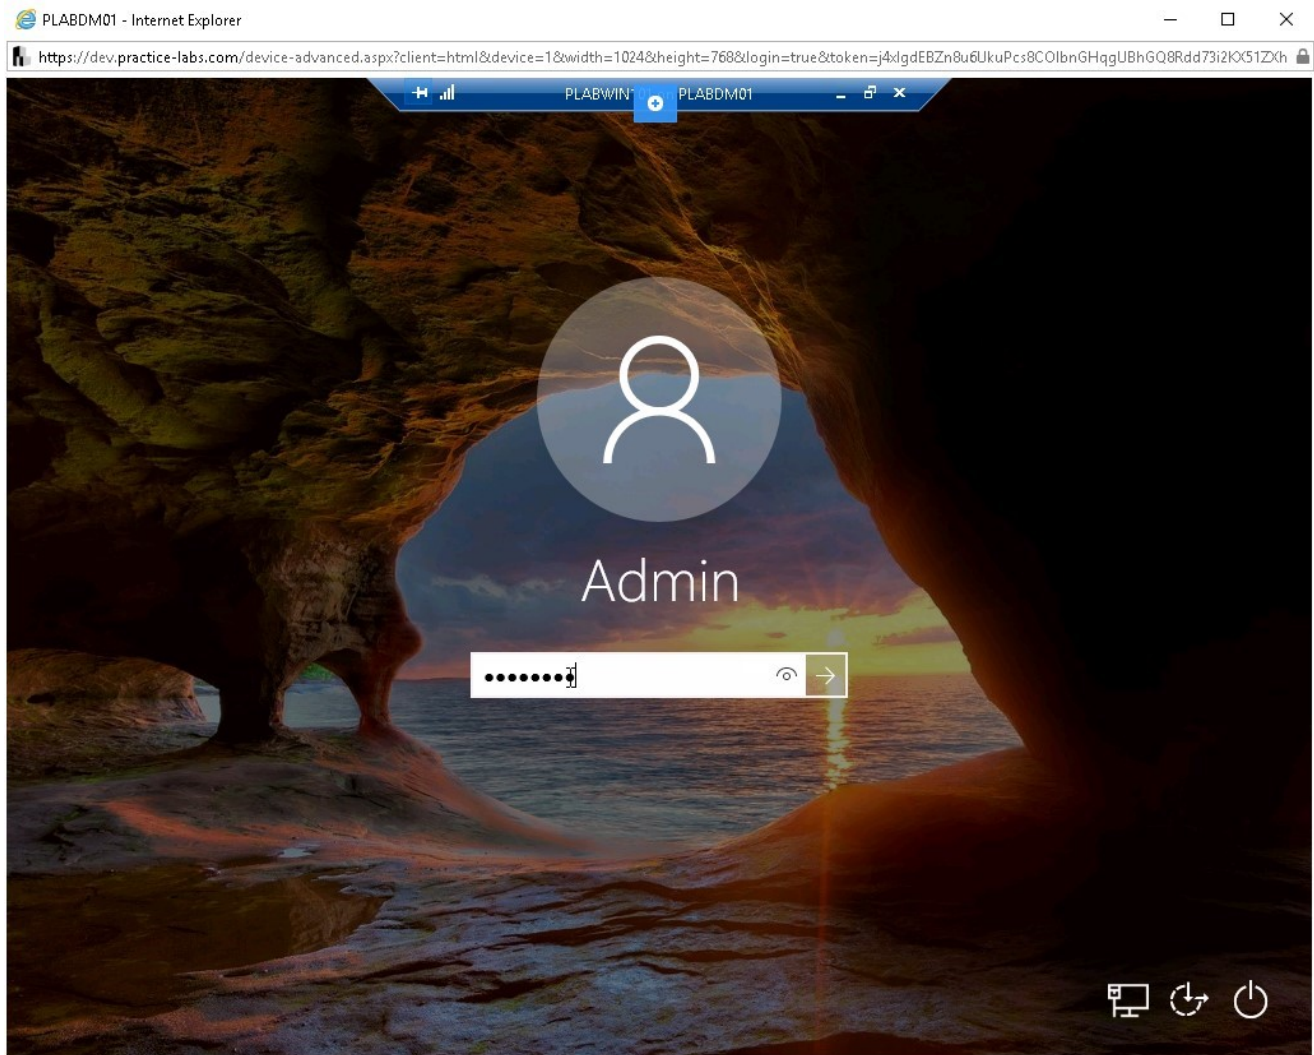 PLABDM01 - Internet Explorer
https://dev.practice-labs.com/device-advanced.aspx?client=html&device=1&width=1024&height=768&login=true&token=j4xlgdEBZn8u6UkuPcs8COlbnGHqgUBhGQ8Rdd73i2KX51ZXh
PLABDM01
Admin